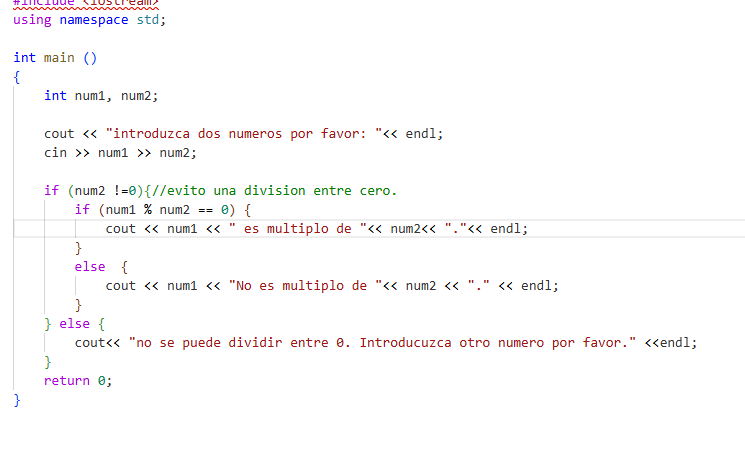 #include <iostream>
using namespace std;
int main ()
{
int num1, num2;
cout << "introduzca dos numeros por favor: "<< endl;
cin >> num1 >> num2;
if (num2 !=0){//evito una division entre cero.
if (num1 % num2 == 0) {
cout << num1 << " es multiplo de "<< num2<< "."<< endl;
}
else  {
cout << num1 << "No es multiplo de "<< num2 << "." << endl;
}
} else {
cout<< "no se puede dividir entre 0. Introducuzca otro numero por favor." <<endl;
}
return 0;
}